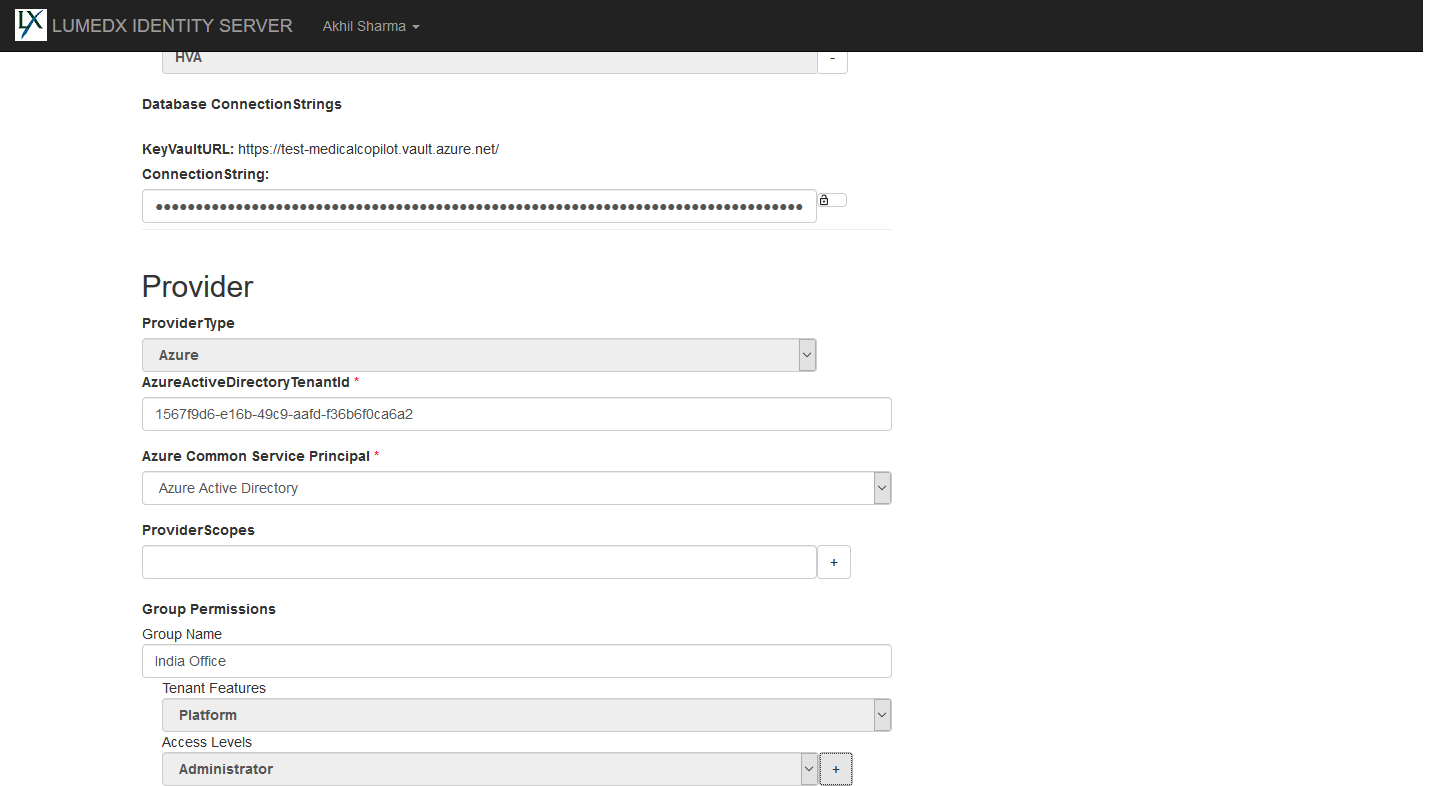 LX LUMEDX IDENTITY SERVER Akhil Sharma
HVA -
Database ConnectionStrings
KeyVaultURL: https://test-medicalcopilot.vault.azure.net/
ConnectionString:
Provider
ProviderType
Azure
AzureActiveDirectoryTenantId *
1567f9d6-e16b-49c9-aafd-f36b6f0ca6a2
Azure Common Service Principal *
Azure Active Directory
ProviderScopes
+
Group Permissions
Group Name
India Office
Tenant Features
Platform
Access Levels
Administrator +